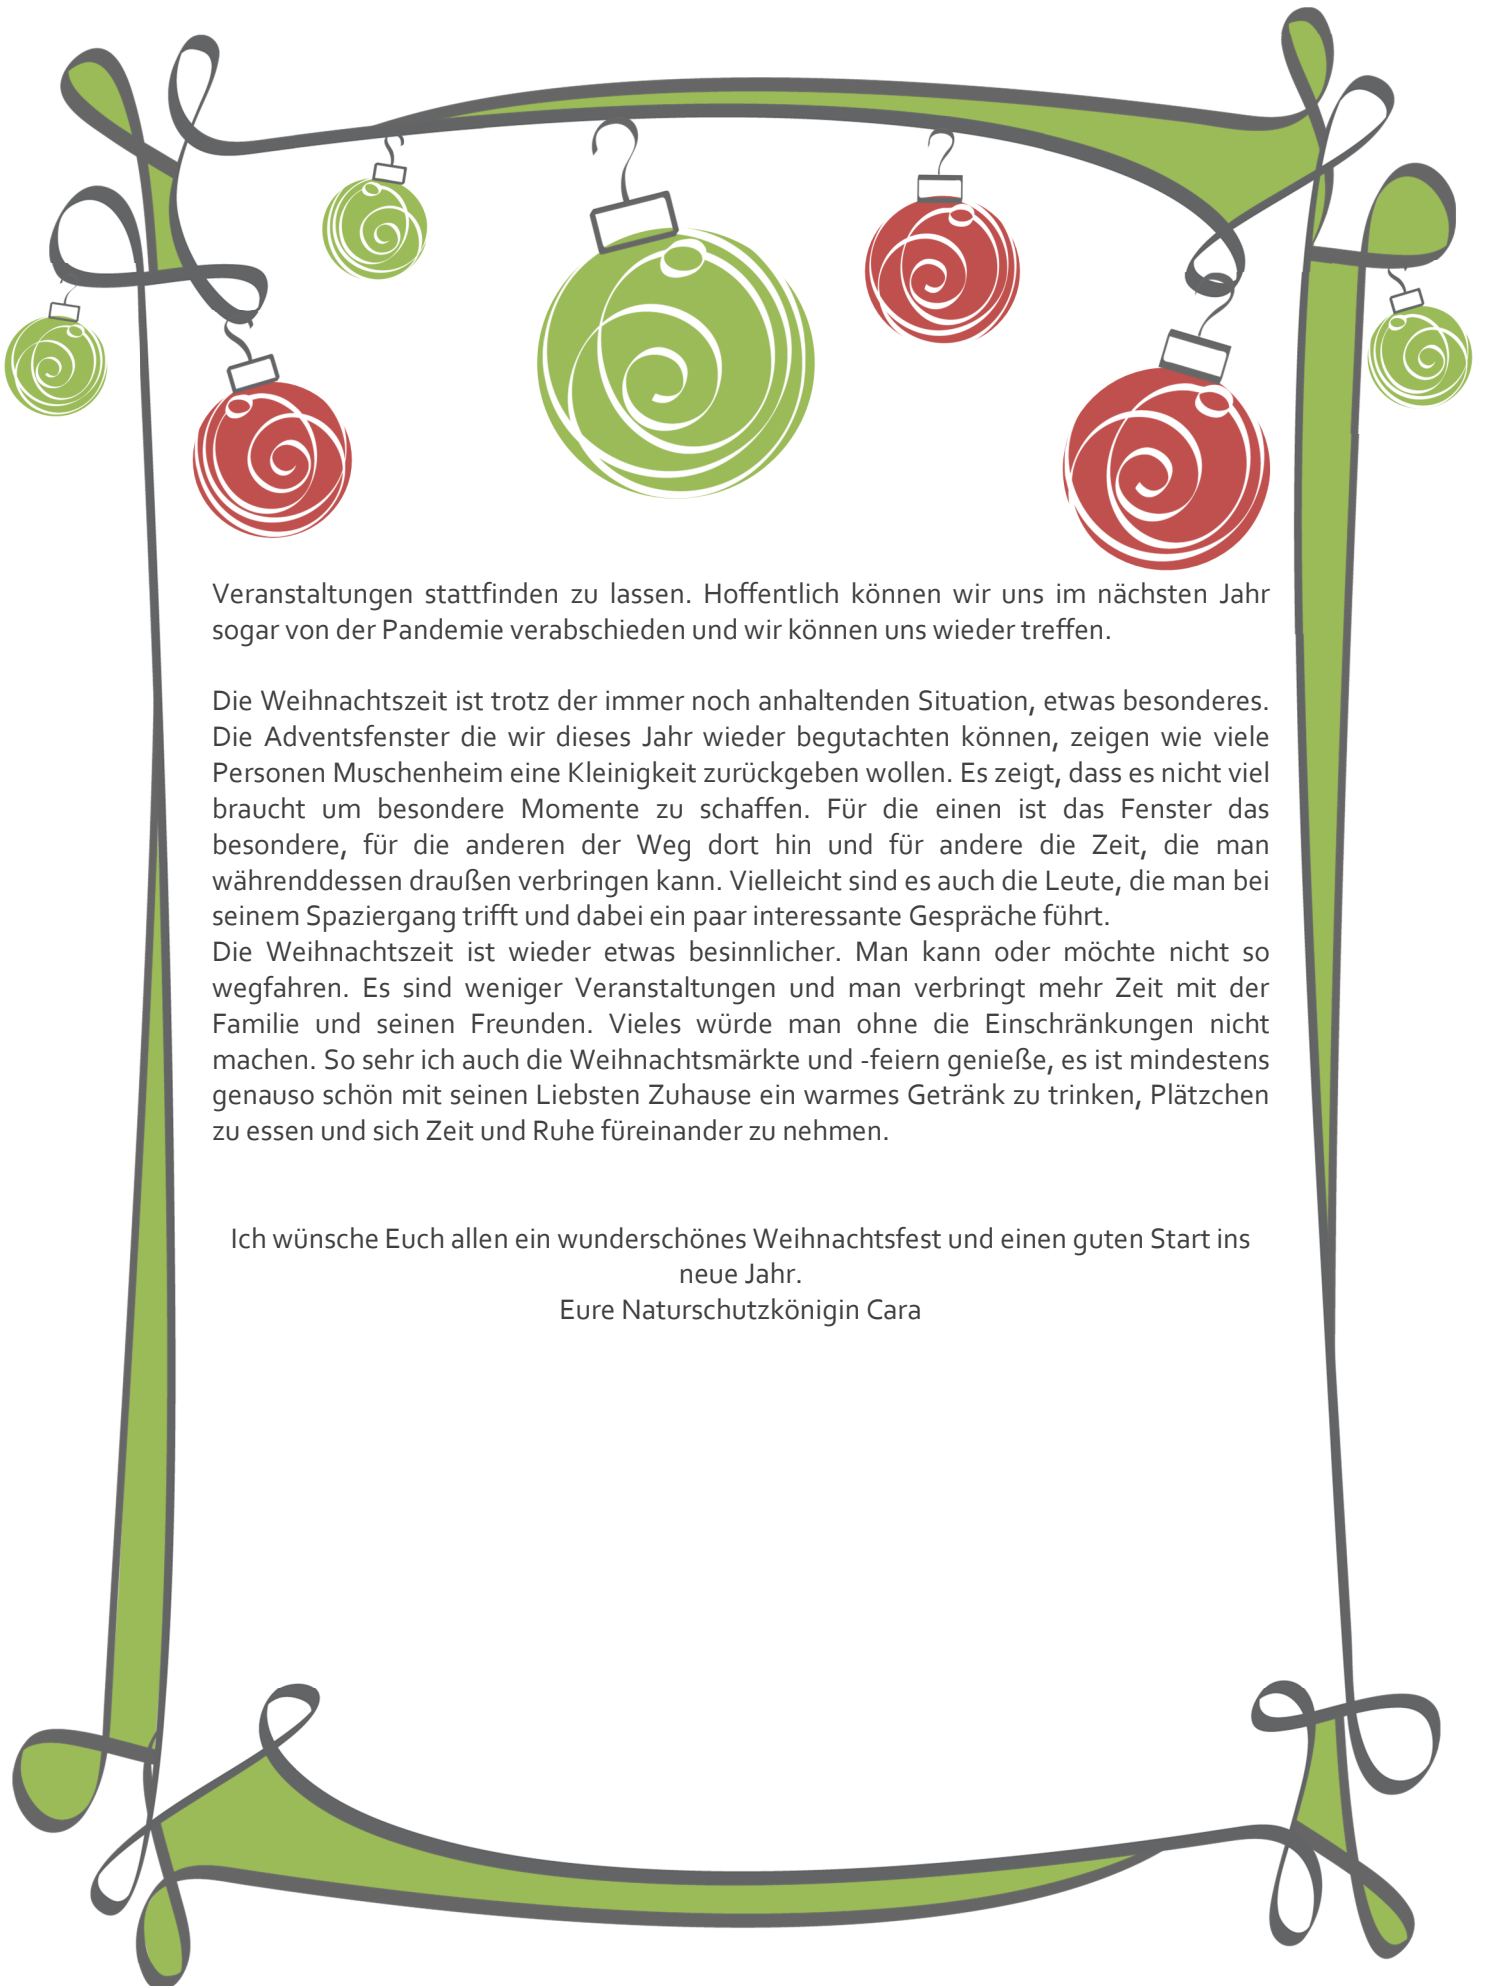 Veranstaltungen stattfinden zu lassen. Hoffentlich können wir uns im nächsten Jahr
sogar von der Pandemie verabschieden und wir können uns wieder treffen.
Die Weihnachtszeit ist trotz der immer noch anhaltenden Situation, etwas besonderes.
Die Adventsfenster die wir dieses Jahr wieder begutachten können, zeigen wie viele
Personen Muschenheim eine Kleinigkeit zurückgeben wollen. Es zeigt, dass es nicht viel
braucht um besondere Momente zu schaffen. Für die einen ist das Fenster das
besondere, für die anderen der Weg dort hin und für andere die Zeit, die man
währenddessen draußen verbringen kann. Vielleicht sind es auch die Leute, die man bei
seinem Spaziergang trifft und dabei ein paar interessante Gespräche führt.
Die Weihnachtszeit ist wieder etwas besinnlicher. Man kann oder möchte nicht so
wegfahren. Es sind weniger Veranstaltungen und man verbringt mehr Zeit mit der
Familie und seinen Freunden. Vieles würde man ohne die Einschränkungen nicht
machen. So sehr ich auch die Weihnachtsmärkte und -feiern genieße, es ist mindestens
genauso schön mit seinen Liebsten Zuhause ein warmes Getränk zu trinken, Plätzchen
zu essen und sich Zeit und Ruhe füreinander zu nehmen.
Ich wünsche Euch allen ein wunderschönes Weihnachtsfest und einen guten Start ins
neue Jahr.
Eure Naturschutzkönigin Cara